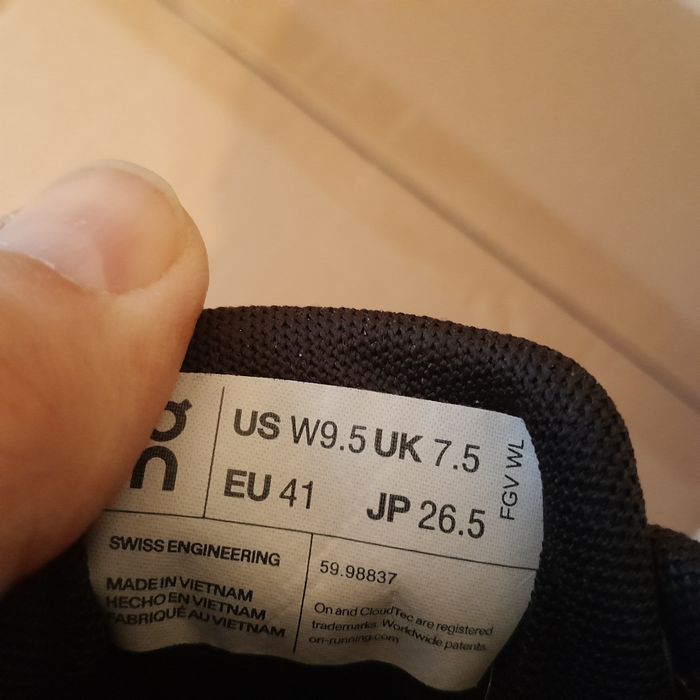 on
US W9.5 UK 7.5
EU 41 JP 26.5
FGV WL
SWISS ENGINEERING
MADE IN VIETNAM
HECHO EN VIETNAM
FABRIQUÉ AU VIETNAM
59.98837
On and CloudTec are registered
trademarks. Worldwide patents.
on-running.com